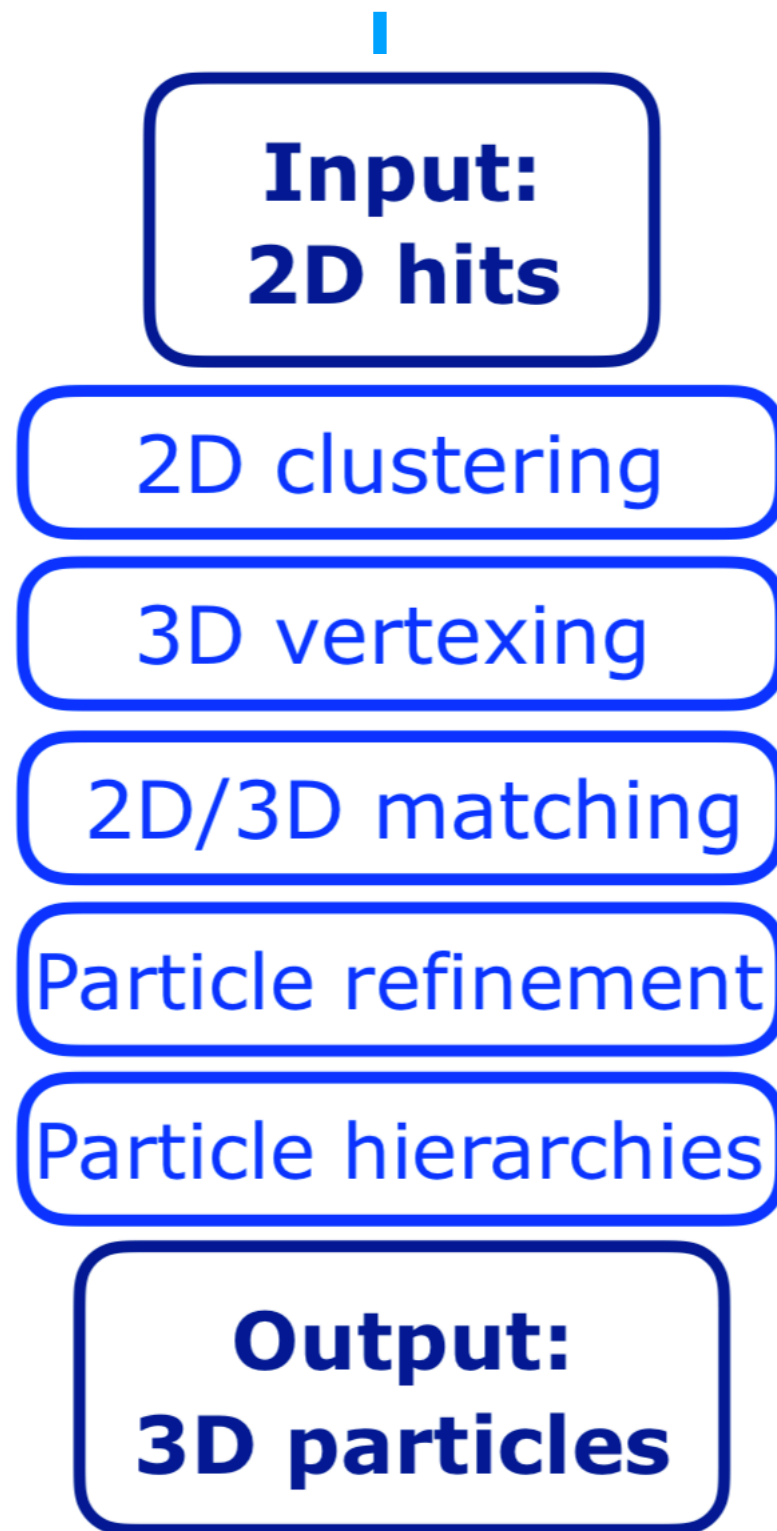 Input:
2D hits
2D clustering
3D vertexing
2D/3D matching
Particle refinement
Particle hierarchies
Output:
3D particles